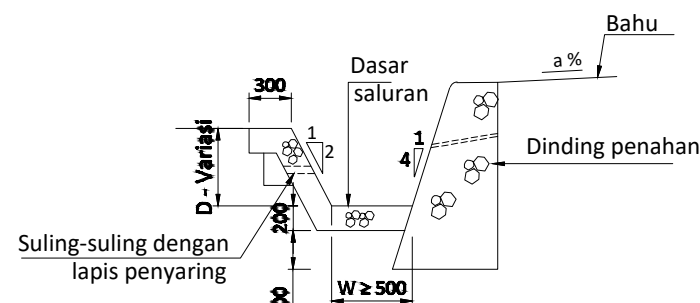 Bahu
a %
Dasar
saluran
300
1
2
1
4
Dinding penahan
D - Variasi
200
Suling-suling dengan
lapis penyaring
W ≥ 500